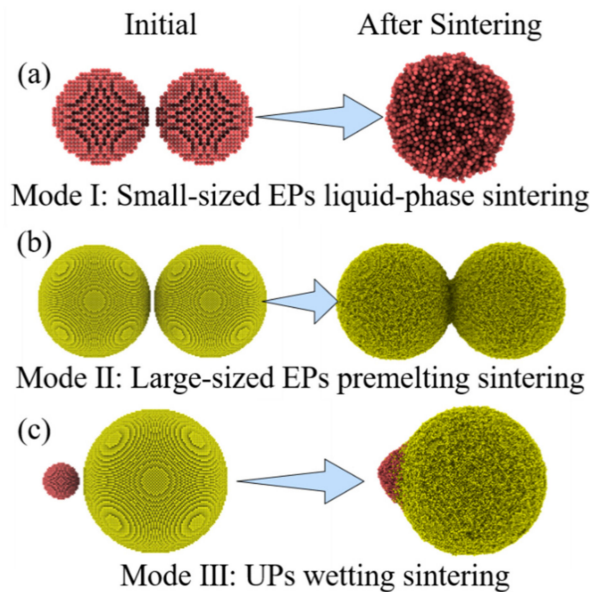 Initial After Sintering
(a)
Mode I: Small-sized EPs liquid-phase sintering
(b)
Mode II: Large-sized EPs premelting sintering
(c)
Mode III: UPs wetting sintering